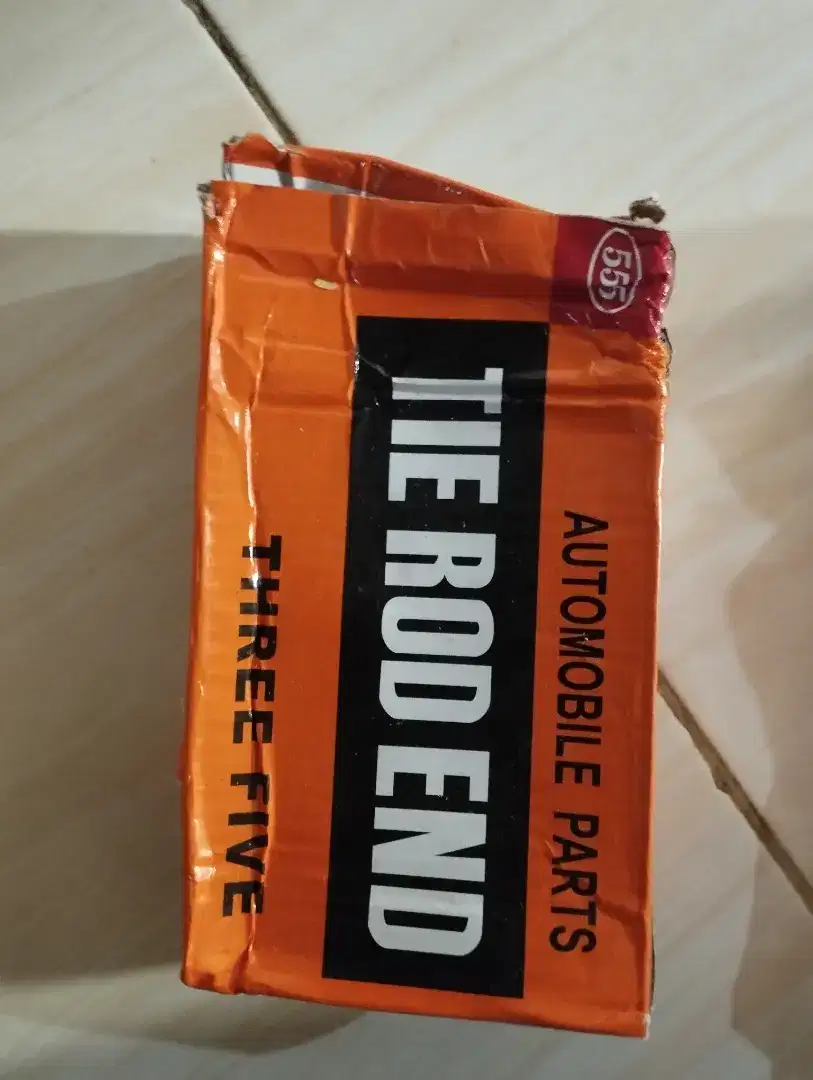 555
AUTOMOBILE PARTS
TIE ROD END
THREE FIVE